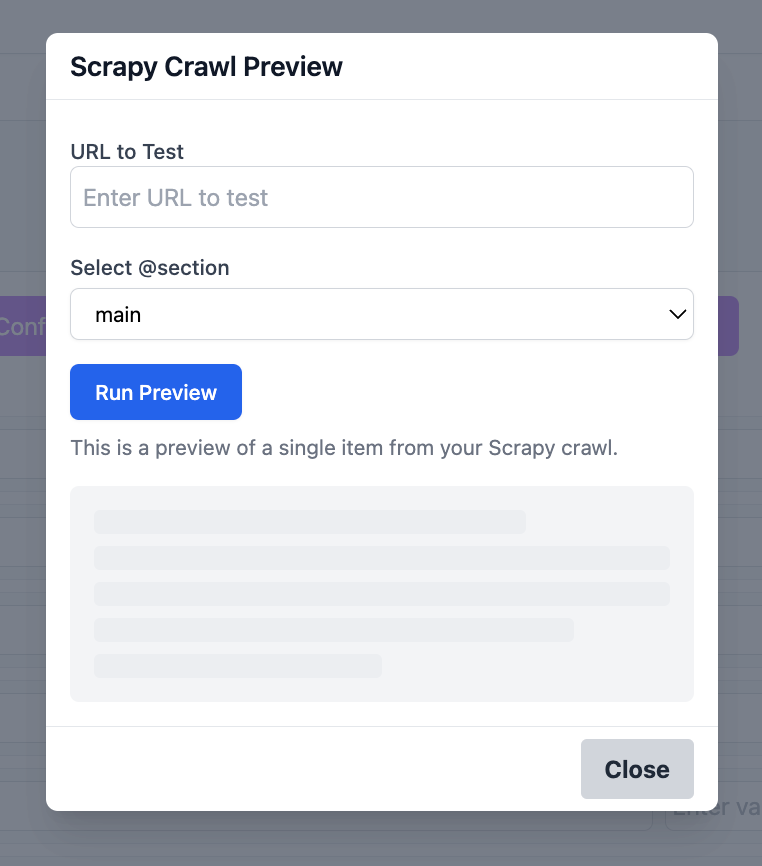 Scrapy Crawl Preview
URL to Test
Enter URL to test
Select @section
Conf
main
Run Preview
This is a preview of a single item from your Scrapy crawl.
Close
Enter va